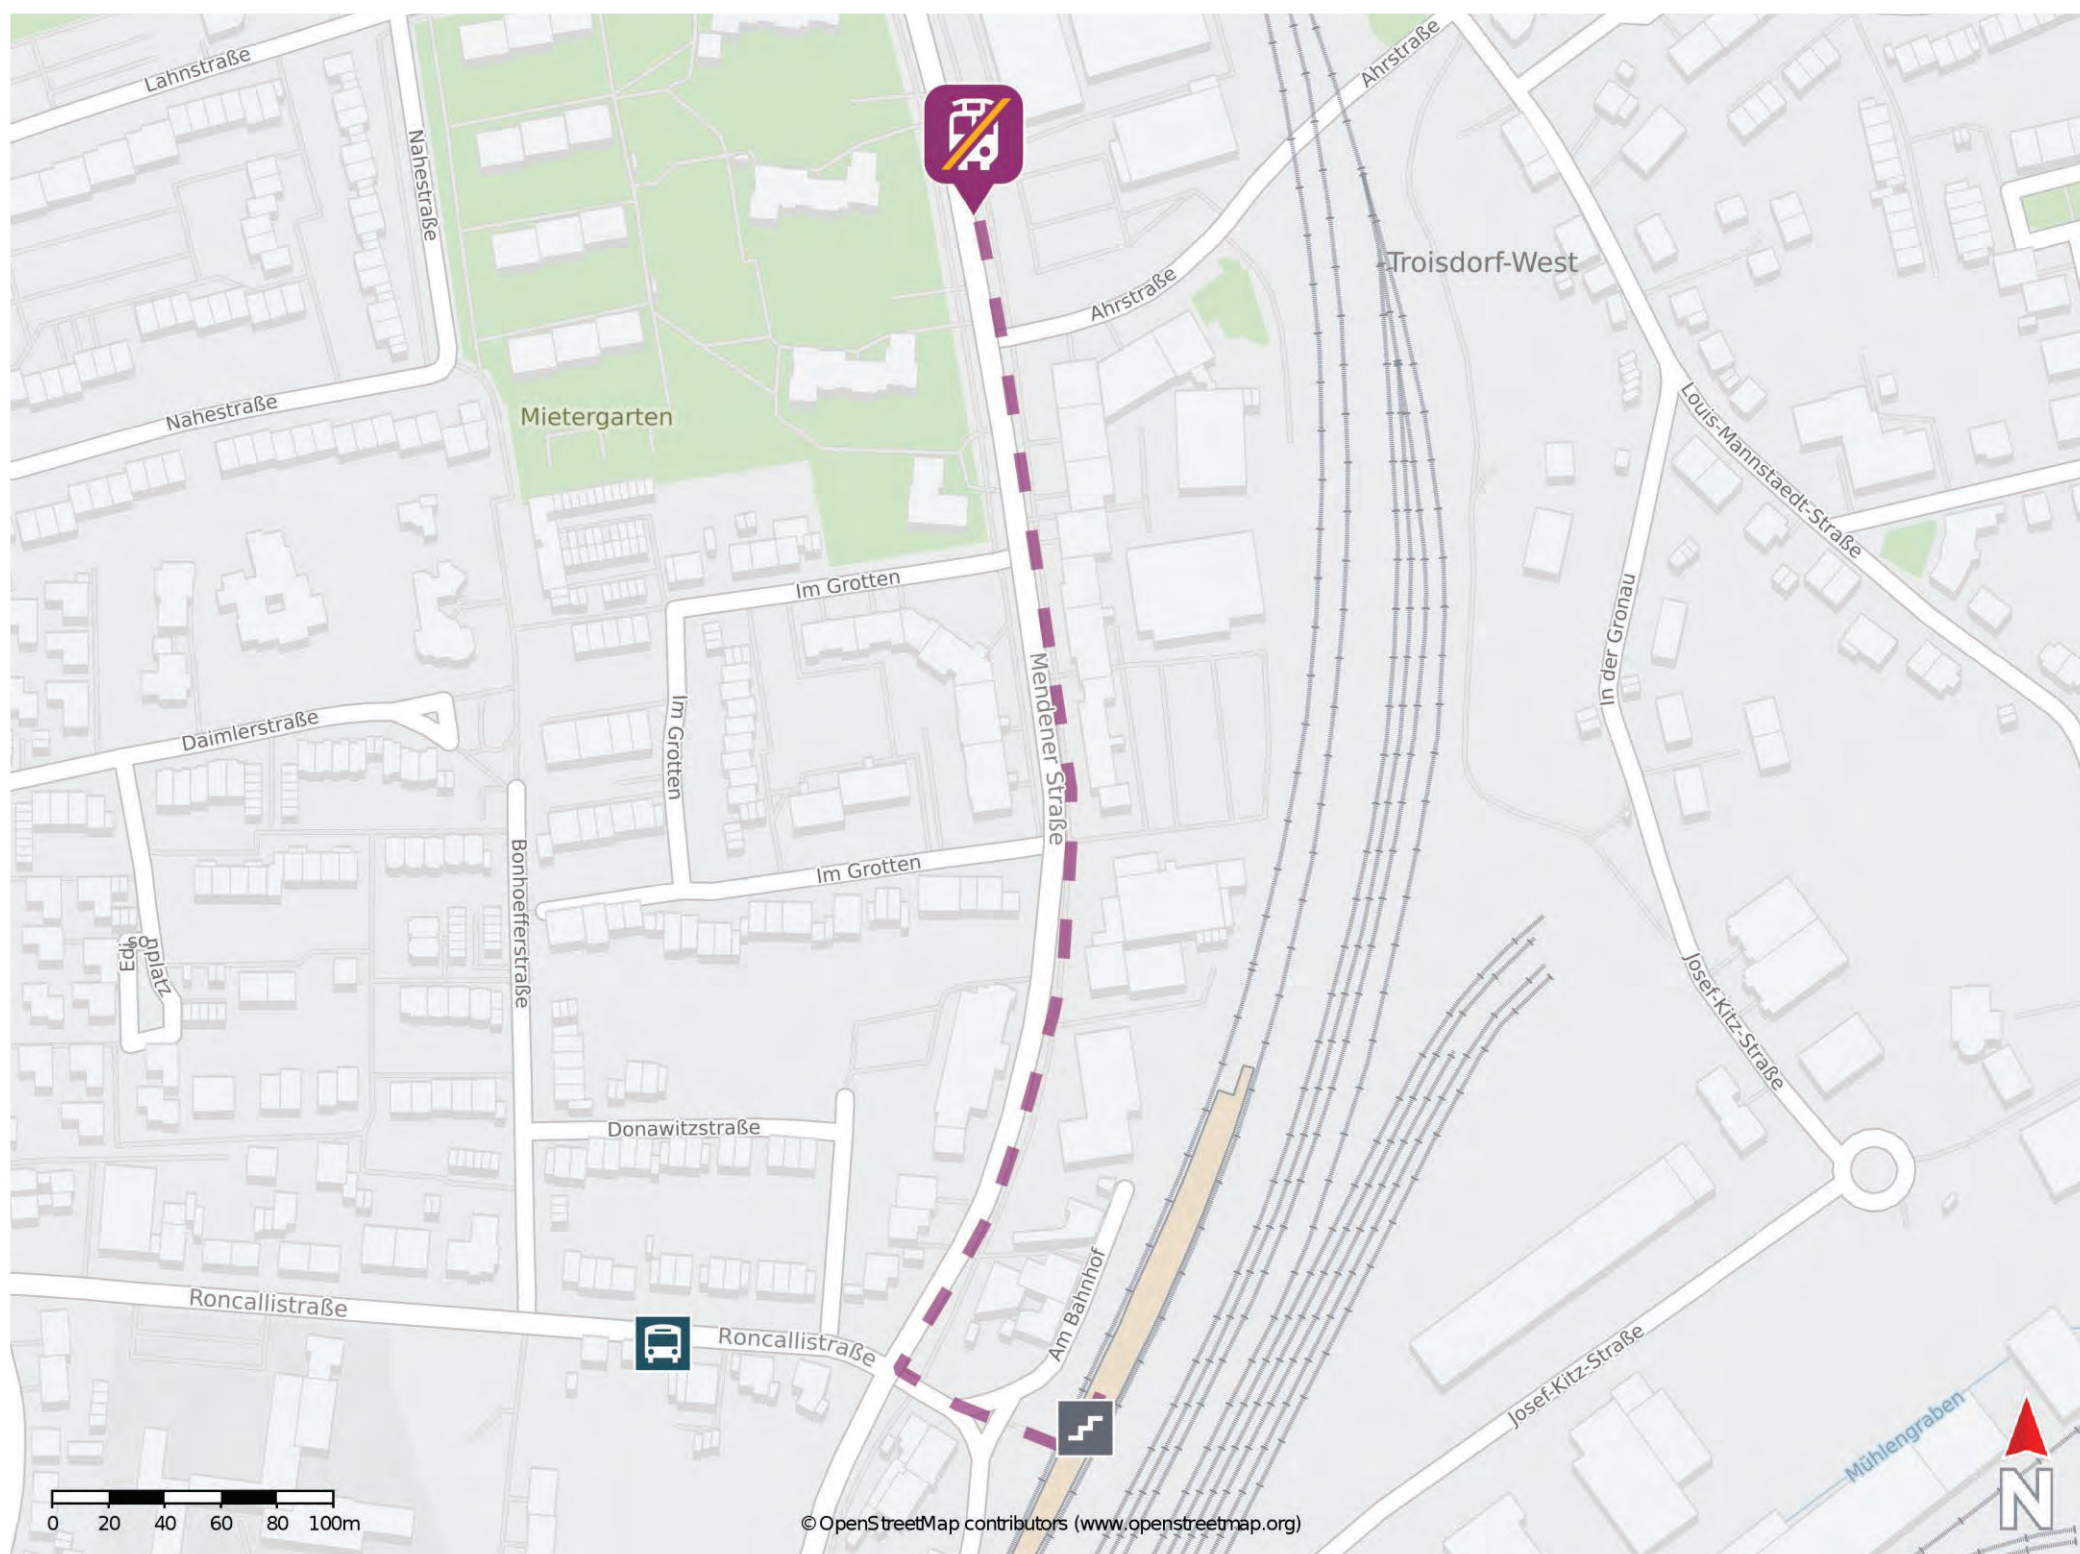 Lahnstraße
Ahrstraße
Nahestraße
Troisdorf-West
Ahrstraße
Nahestraße
Mietergarten
Louis-Mannstaedt-Straße
Im Grotten
In der Gronau
Mendener Straße
Im Grotten
Daimlerstraße
Bonhoefferstraße
Im Grotten
Edisonplatz
Josef-Kitz-Straße
Donawitzstraße
Am Bahnhof
Roncallistraße
Roncallistraße
Josef-Kitz-Straße
Mühlengraben
N
0 20 40 60 80 100m
© OpenStreetMap contributors (www.openstreetmap.org)